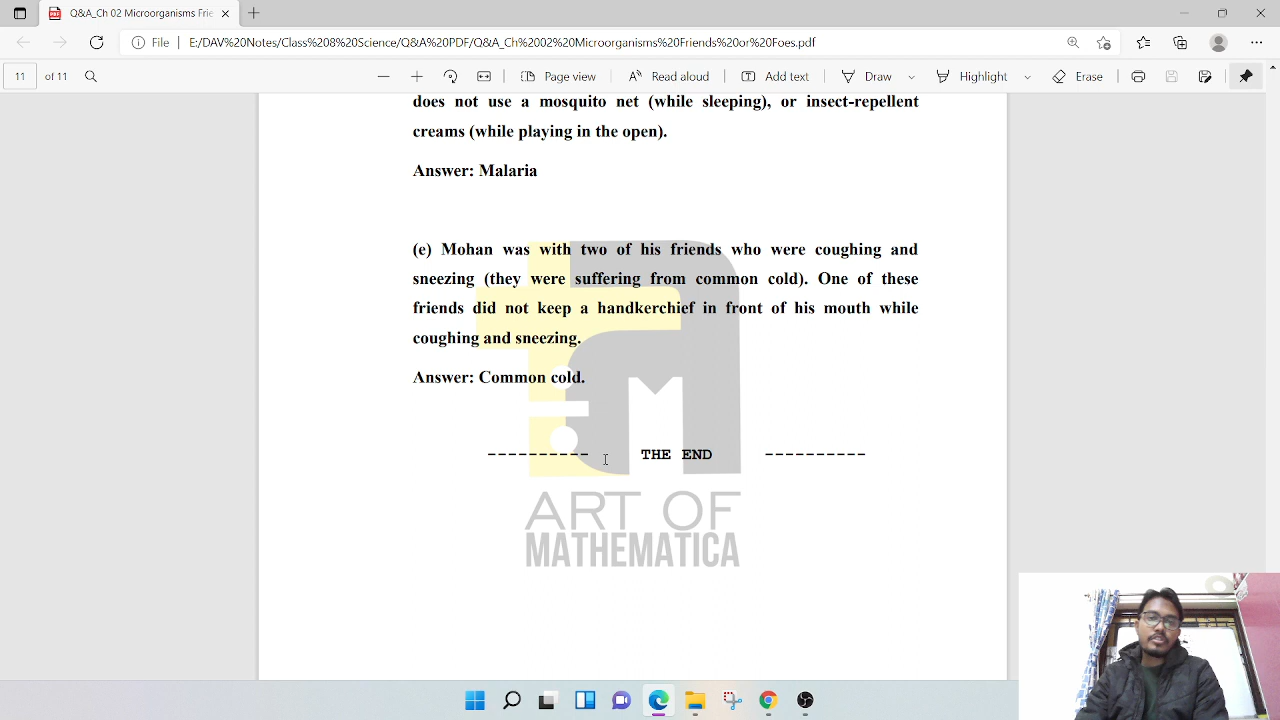 Q&A_Ch 02 Microorganisms Frie
File
E:/DAV%20Notes/Class%208%20Science/Q&A%20PDF/Q&A_Ch%2002%20Microorganisms%20Friends%20or%20Foes.pdf
11 of 11
Page view
Read aloud
Add text
Draw
Highlight
Erase
does not use a mosquito net (while sleeping), or insect-repellent
creams (while playing in the open).
Answer: Malaria
(e) Mohan was with two of his friends who were coughing and
sneezing (they were suffering from common cold). One of these
friends did not keep a handkerchief in front of his mouth while
coughing and sneezing.
Answer: Common cold.
---------- THE END ----------
ART OF
MATHEMATICA